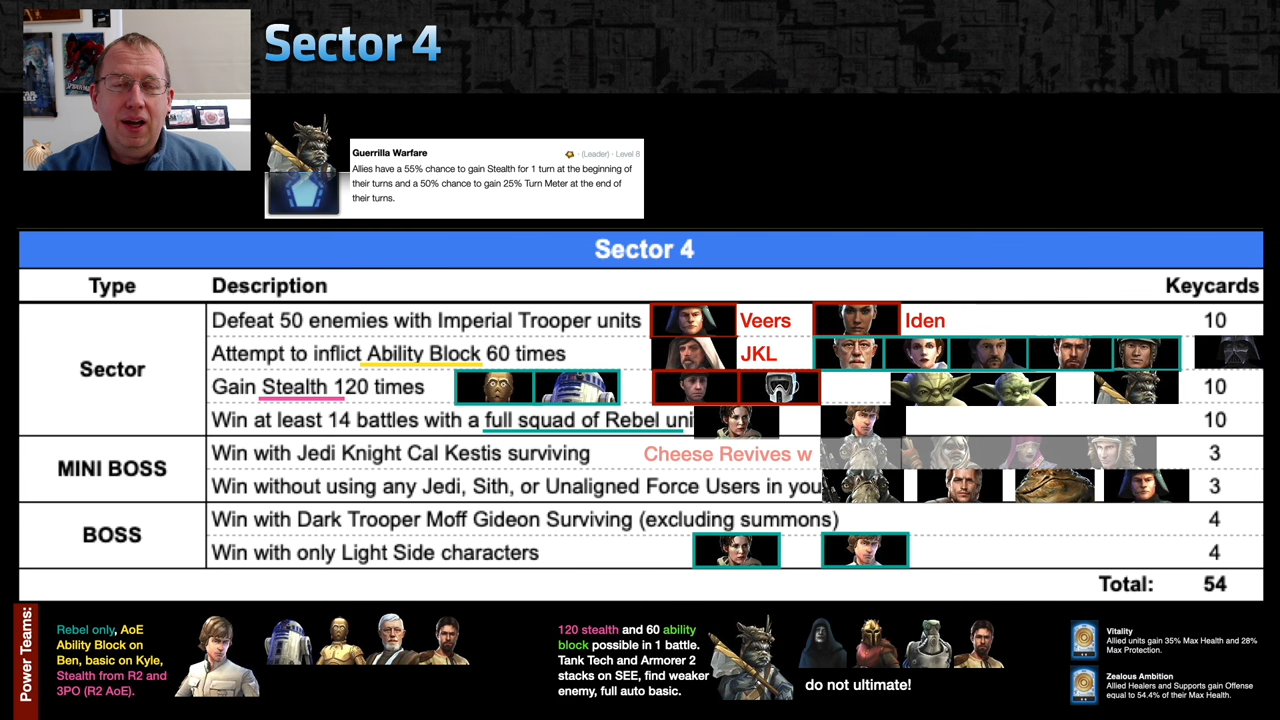 Sector 4
Guerrilla Warfare
· (Leader) · Level 8
Allies have a 55% chance to gain Stealth for 1 turn at the beginning of
their turns and a 50% chance to gain 25% Turn Meter at the end of
their turns.
Sector 4
Type Description Keycards
Sector
Defeat 50 enemies with Imperial Trooper units Veers Iden 10
Attempt to inflict Ability Block 60 times JKL
Gain Stealth 120 times 10
Win at least 14 battles with a full squad of Rebel uni 10
MINI BOSS
Win with Jedi Knight Cal Kestis surviving Cheese Revives w 3
Win without using any Jedi, Sith, or Unaligned Force Users in you 3
BOSS
Win with Dark Trooper Moff Gideon Surviving (excluding summons) 4
Win with only Light Side characters 4
Total: 54
Power Teams:
Rebel only, AoE
Ability Block on
Ben, basic on Kyle,
Stealth from R2 and
3PO (R2 AoE).
120 stealth and 60 ability
block possible in 1 battle.
Tank Tech and Armorer 2
stacks on SEE, find weaker
enemy, full auto basic.
do not ultimate!
Vitality
Allied units gain 35% Max Health and 28%
Max Protection.
Zealous Ambition
Allied Healers and Supports gain Offense
equal to 54.4% of their Max Health.